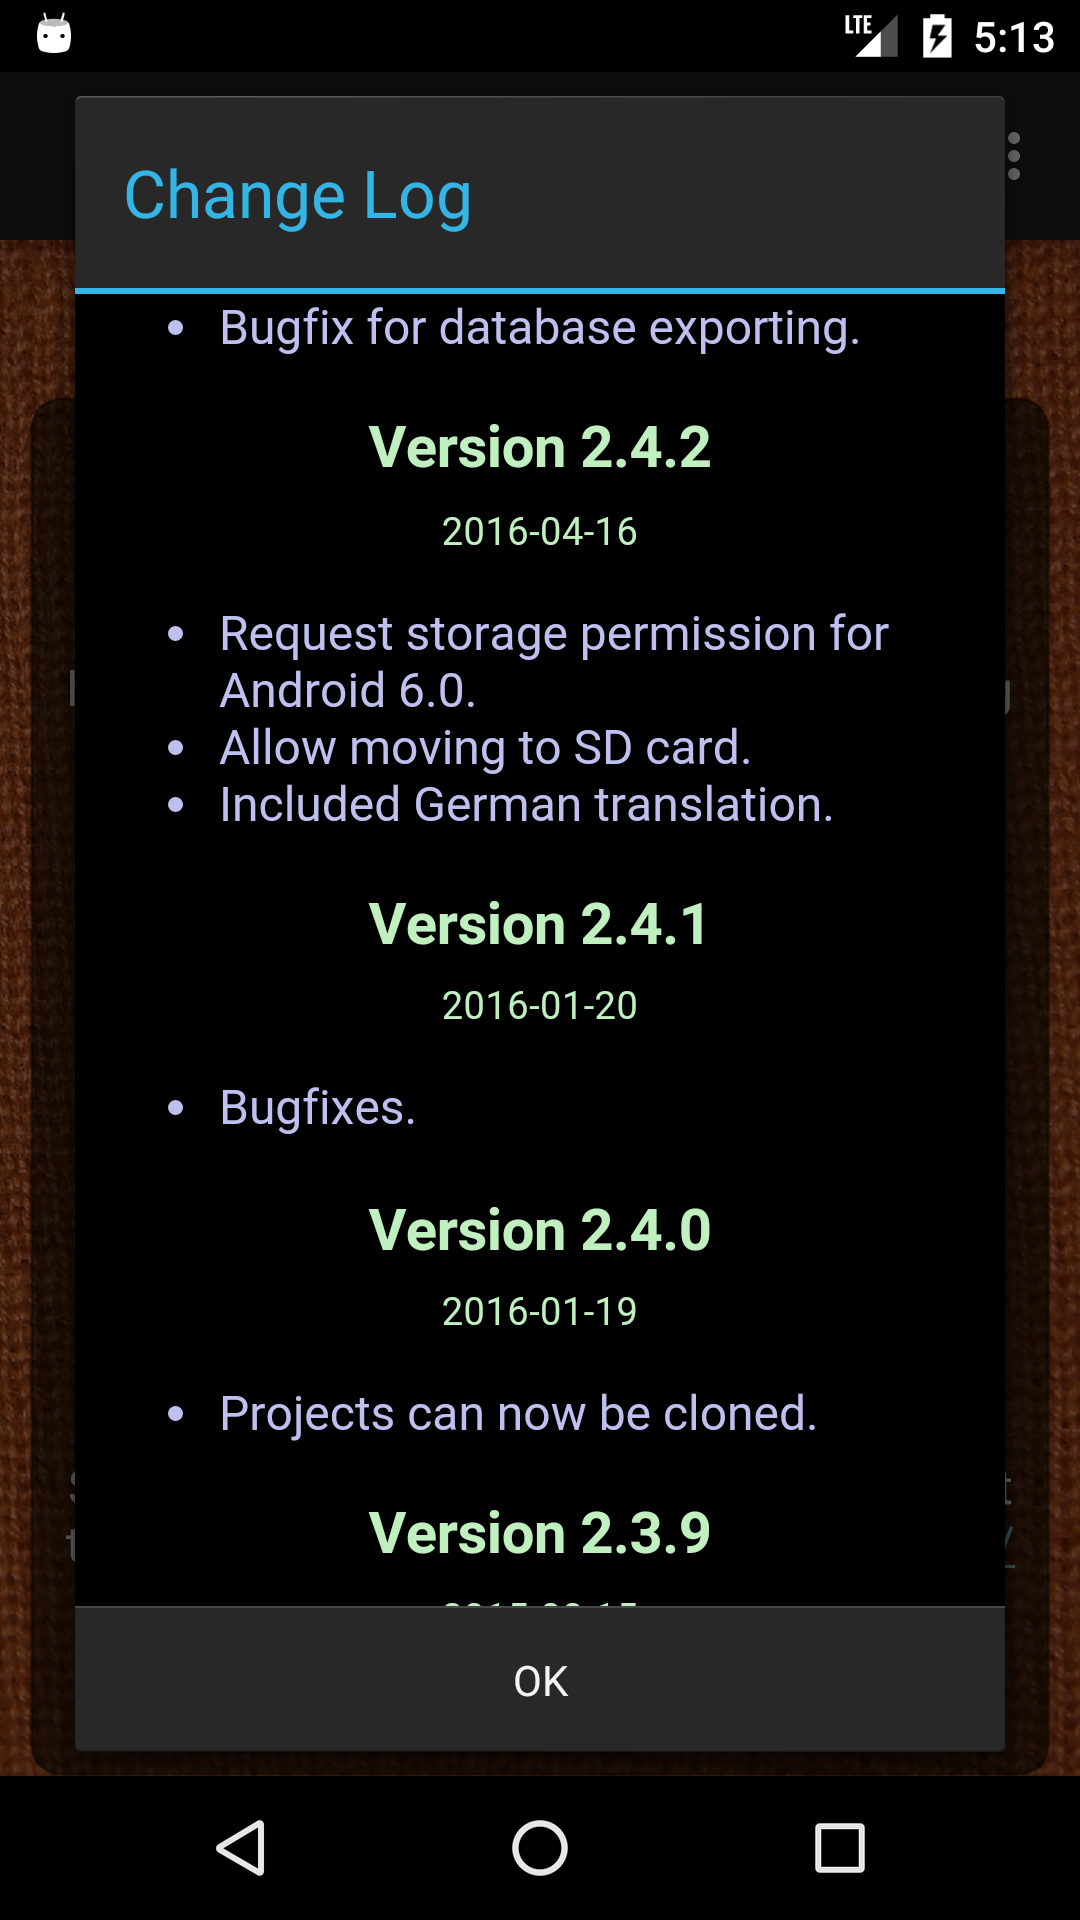 LTE 5:13
Change Log
• Bugfix for database exporting.
Version 2.4.2
2016-04-16
• Request storage permission for
Android 6.0.
• Allow moving to SD card.
• Included German translation.
Version 2.4.1
2016-01-20
• Bugfixes.
Version 2.4.0
2016-01-19
• Projects can now be cloned.
Version 2.3.9
OK